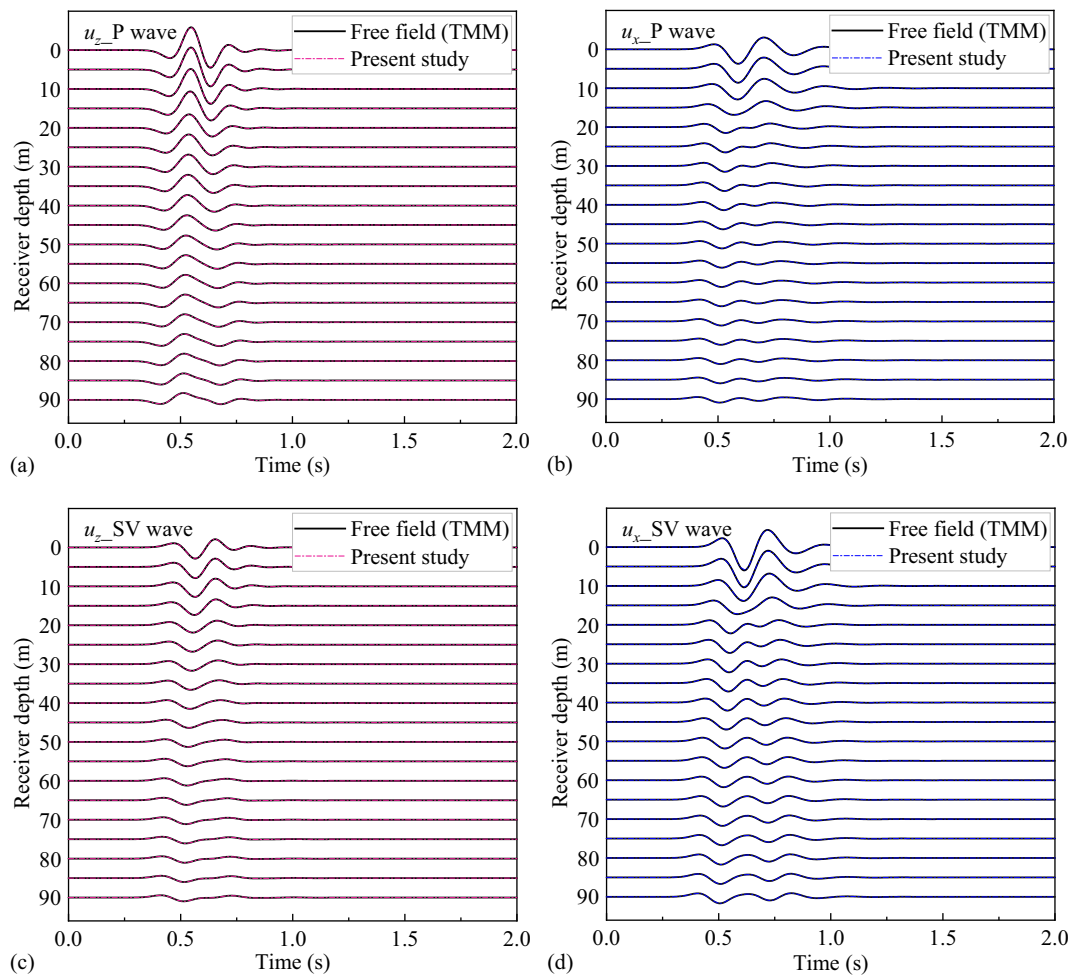 u_z_P wave
Free field (TMM)
Present study
0
10
20
30
40
50
60
70
80
90
Receiver depth (m)
0.0 0.5 1.0 1.5 2.0
Time (s)
(a)
u_x_P wave
Free field (TMM)
Present study
0
10
20
30
40
50
60
70
80
90
Receiver depth (m)
0.0 0.5 1.0 1.5 2.0
Time (s)
(b)
u_z_SV wave
Free field (TMM)
Present study
0
10
20
30
40
50
60
70
80
90
Receiver depth (m)
0.0 0.5 1.0 1.5 2.0
Time (s)
(c)
u_x_SV wave
Free field (TMM)
Present study
0
10
20
30
40
50
60
70
80
90
Receiver depth (m)
0.0 0.5 1.0 1.5 2.0
Time (s)
(d)